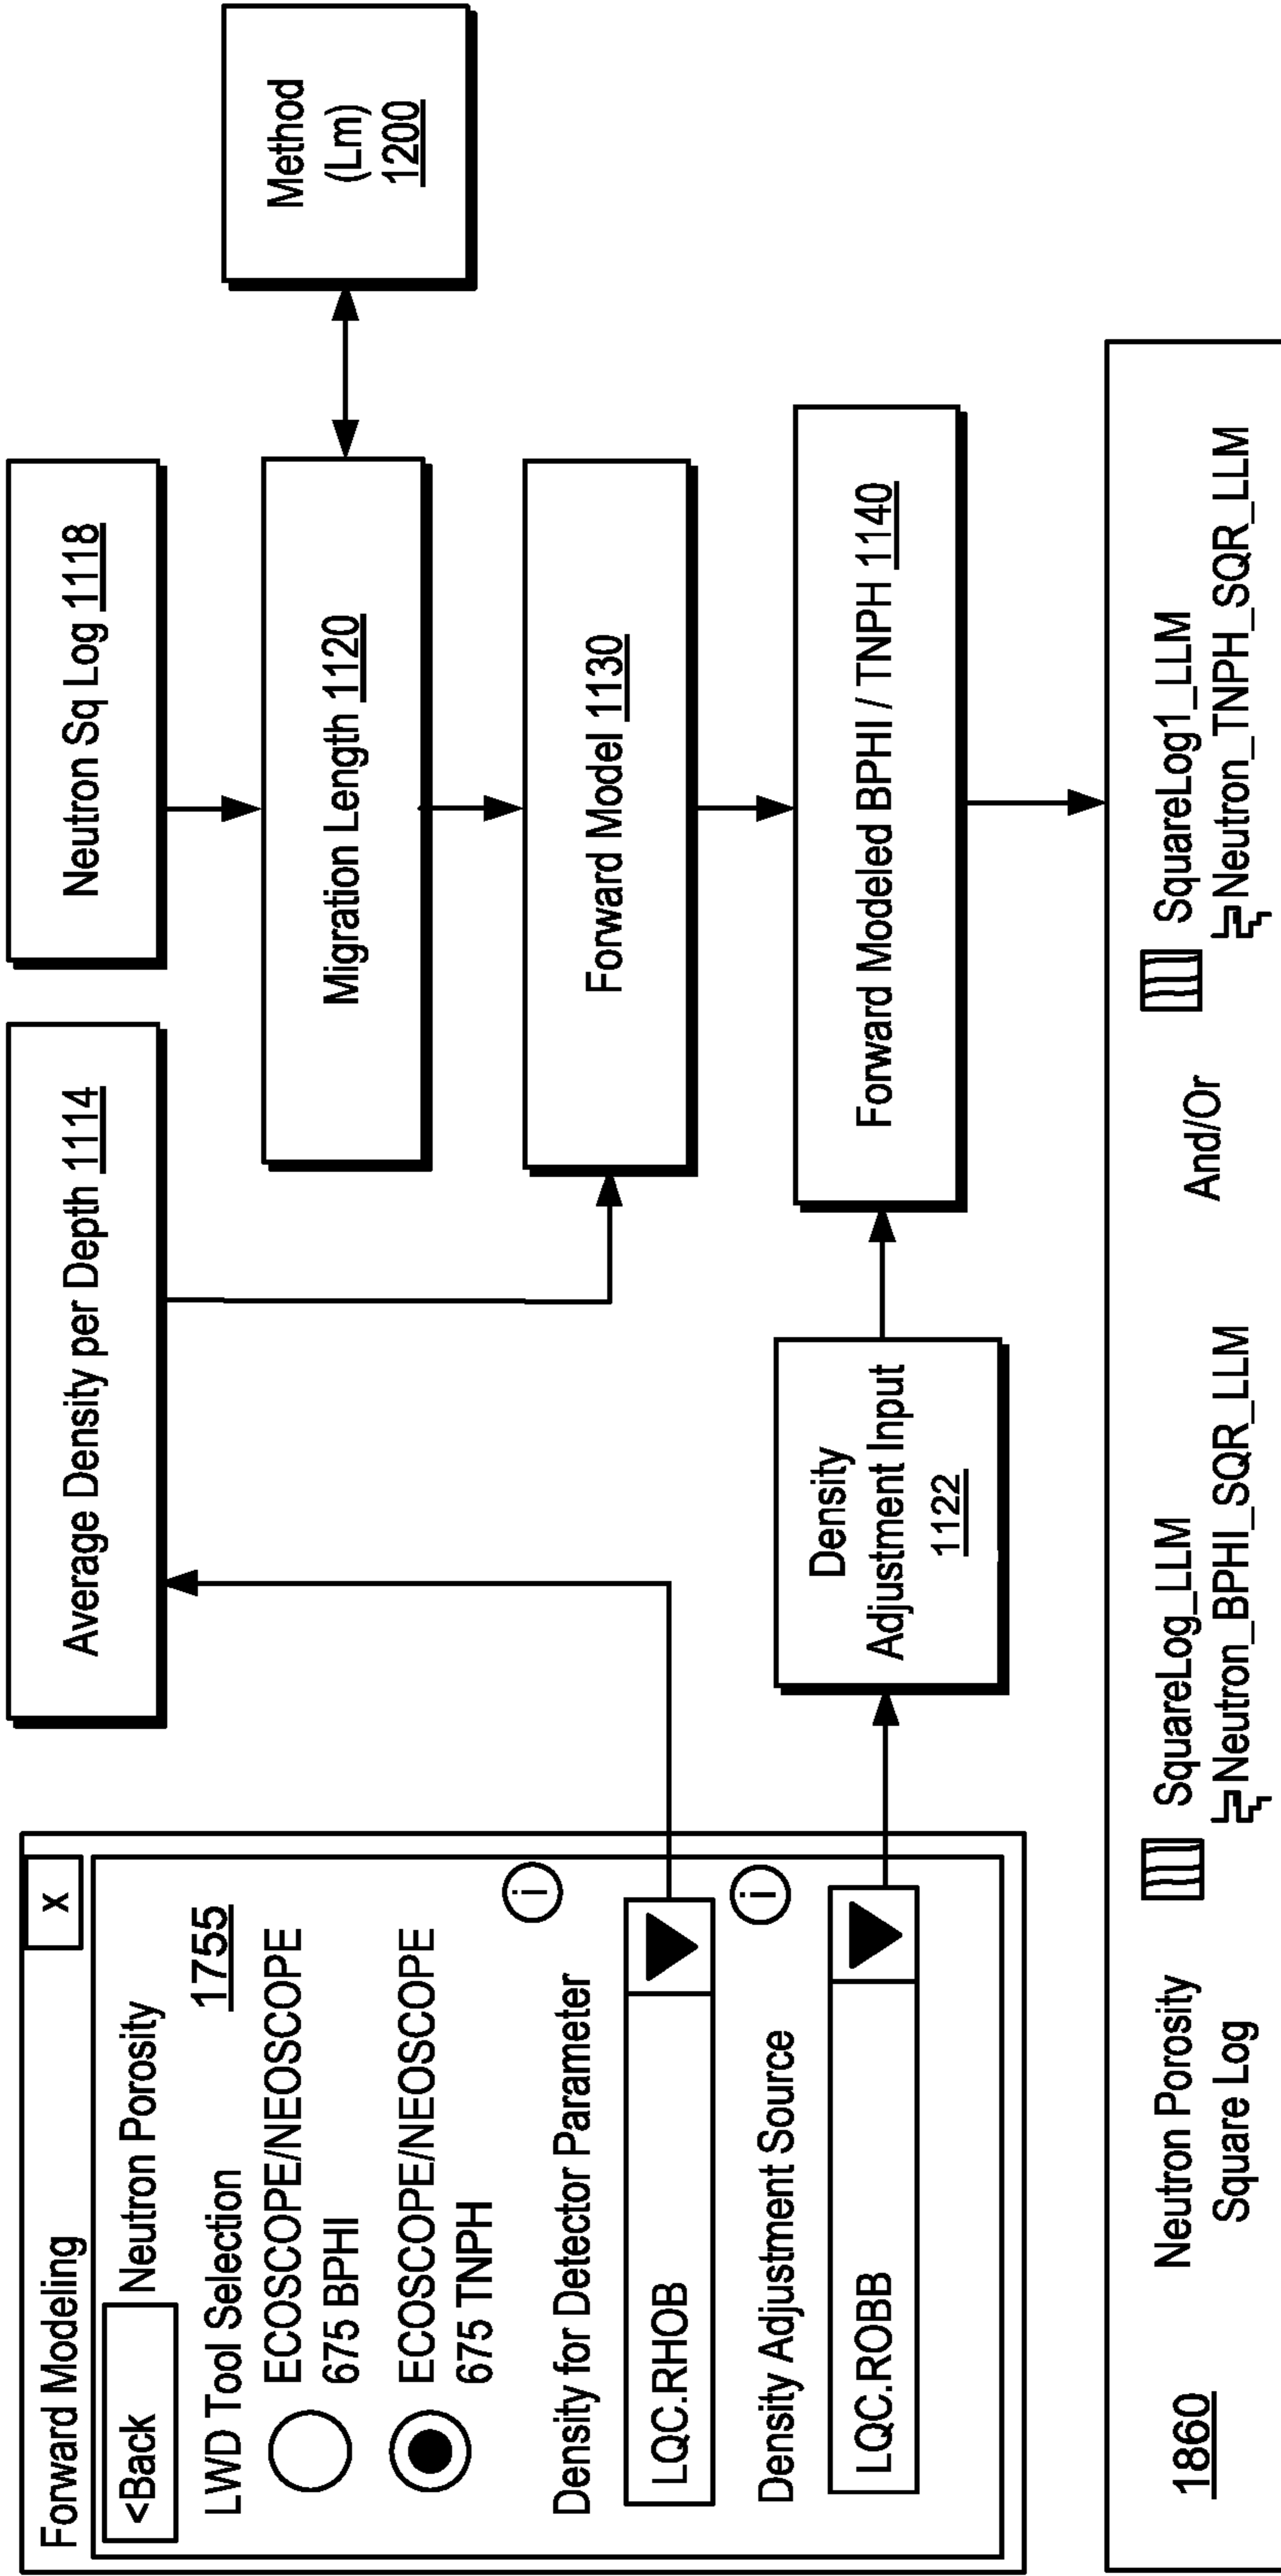 Forward Modeling
X
<Back
Neutron Porosity
LWD Tool Selection
1755
ECOSCOPE/NEOSCOPE
675 BPHI
ECOSCOPE/NEOSCOPE
675 TNPH
Density for Detector Parameter
i
LQC.RHOB
Density Adjustment Source
i
LQC.ROBB
Average Density per Depth 1114
Neutron Sq Log 1118
Migration Length 1120
Method
(Lm)
1200
Forward Model 1130
Density
Adjustment Input
1122
Forward Modeled BPHI / TNPH 1140
1860
Neutron Porosity
Square Log
SquareLog_LLM
Neutron_BPHI_SQR_LLM
And/Or
SquareLog1_LLM
Neutron_TNPH_SQR_LLM